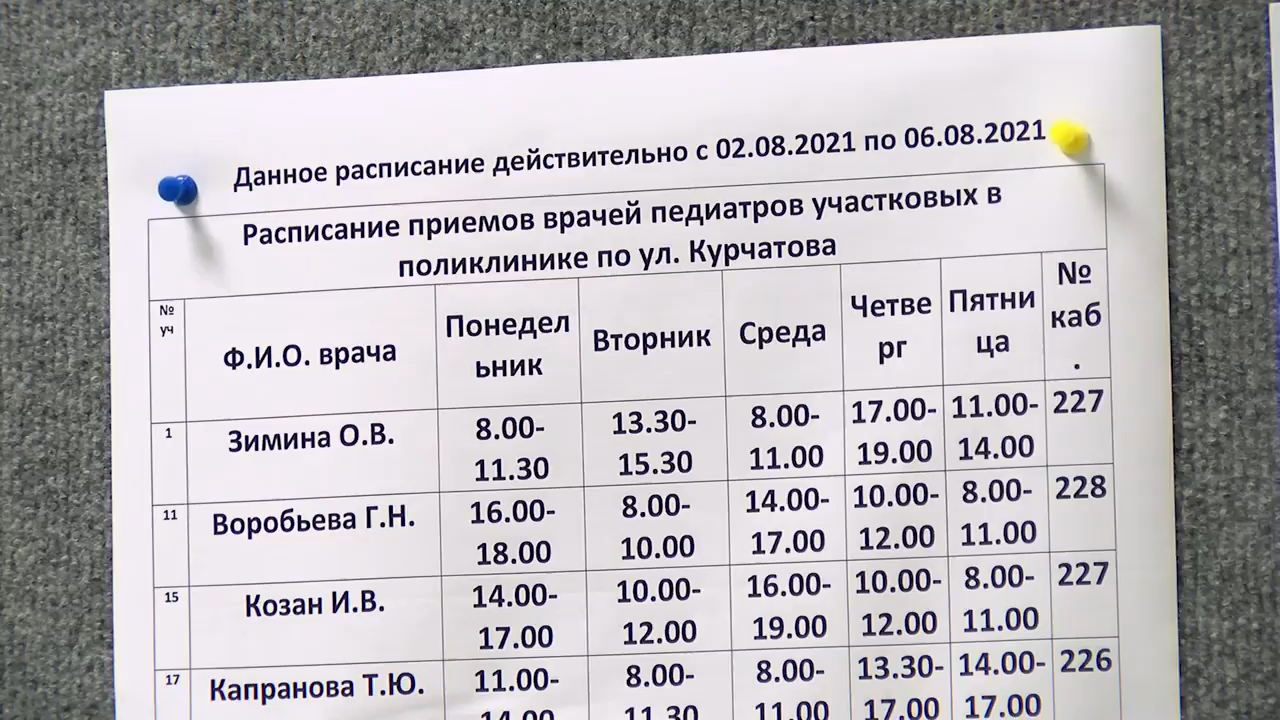 Данное расписание действительно с 02.08.2021 по 06.08.2021
Расписание приемов врачей педиатров участковых в
поликлинике по ул. Курчатова
№ уч
Ф.И.О. врача
Понедел
ьник
Вторник
Среда
Четве
рг
Пятни
ца
№
каб
.
1 Зимина О.В. 8.00- 13.30- 8.00- 17.00- 11.00- 227
11.30 15.30 11.00 19.00 14.00
11 Воробьева Г.Н. 16.00- 8.00- 14.00- 10.00- 8.00- 228
18.00 10.00 17.00 12.00 11.00
15 Козан И.В. 14.00- 10.00- 16.00- 10.00- 8.00- 227
17.00 12.00 19.00 12.00 11.00
17 Капранова Т.Ю. 11.00- 8.00- 8.00- 13.30- 14.00- 226
14.00 11.30 11.00 17.00 17.00